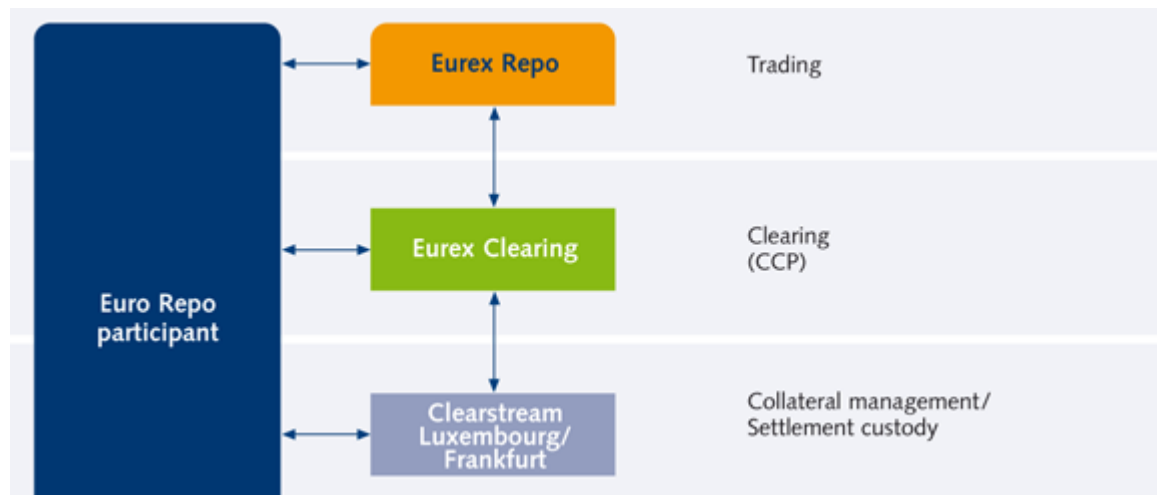 Eurex Repo
Trading
Eurex Clearing
Clearing
(CCP)
Euro Repo
participant
Clearstream
Luxembourg/
Frankfurt
Collateral management/
Settlement custody